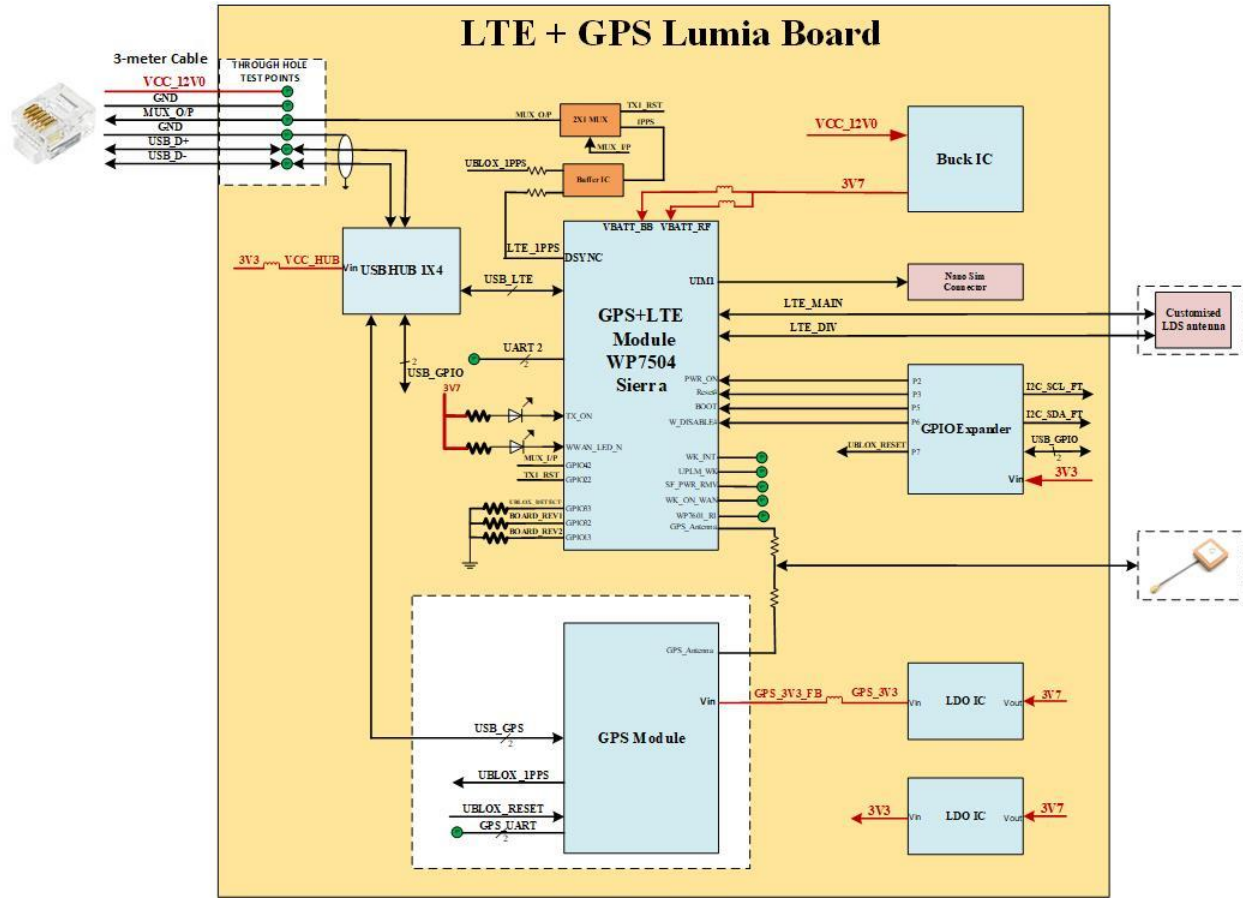 LTE + GPS Lumia Board
3-meter Cable
THROUGH HOLE
TEST POINTS
VCC_12V0
GND
MUX_O/P
GND
USB_D+
USB_D-
MUX_O/P
2X1 MUX
TX1_RST
1PPS
MUX_I/P
UBLOX_1PPS
Buffer IC
VCC_12V0
Buck IC
3V7
VBATT_BB
VBATT_RF
LTE_1PPS
DSYNC
3V3
VCC_HUB
Vin
USB HUB 1X4
USB_LTE
UIM1
Nano Sim
Connector
GPS+LTE
Module
WP7504
Sierra
LTE_MAIN
LTE_DIV
Customised
LDS antenna
UART 2
2
2
USB_GPIO
3V7
TX_ON
WWAN_LED_N
MUX_I/P
GPIO42
TX1_RST
GPIO22
UBLOX_DETECT
GPIO33
BOARD_REV1
GPIO32
BOARD_REV2
GPIO13
PWR_ON
Reset#
BOOT
W_DISABLE#
P2
P3
P5
P6
P7
GPIO Expander
I2C_SCL_FT
I2C_SDA_FT
USB_GPIO
2
UBLOX_RESET
Vin
3V3
WK_INT
UPLM_WK
SF_PWR_RMV
WK_ON_WAN
WP7601_RI
GPS_Antenna
GPS_Antenna
Vin
GPS_3V3_FB
GPS_3V3
Vin
LDO IC
Vout
3V7
GPS Module
USB_GPS
2
UBLOX_1PPS
UBLOX_RESET
GPS_UART
2
3V3
Vin
LDO IC
Vout
3V7